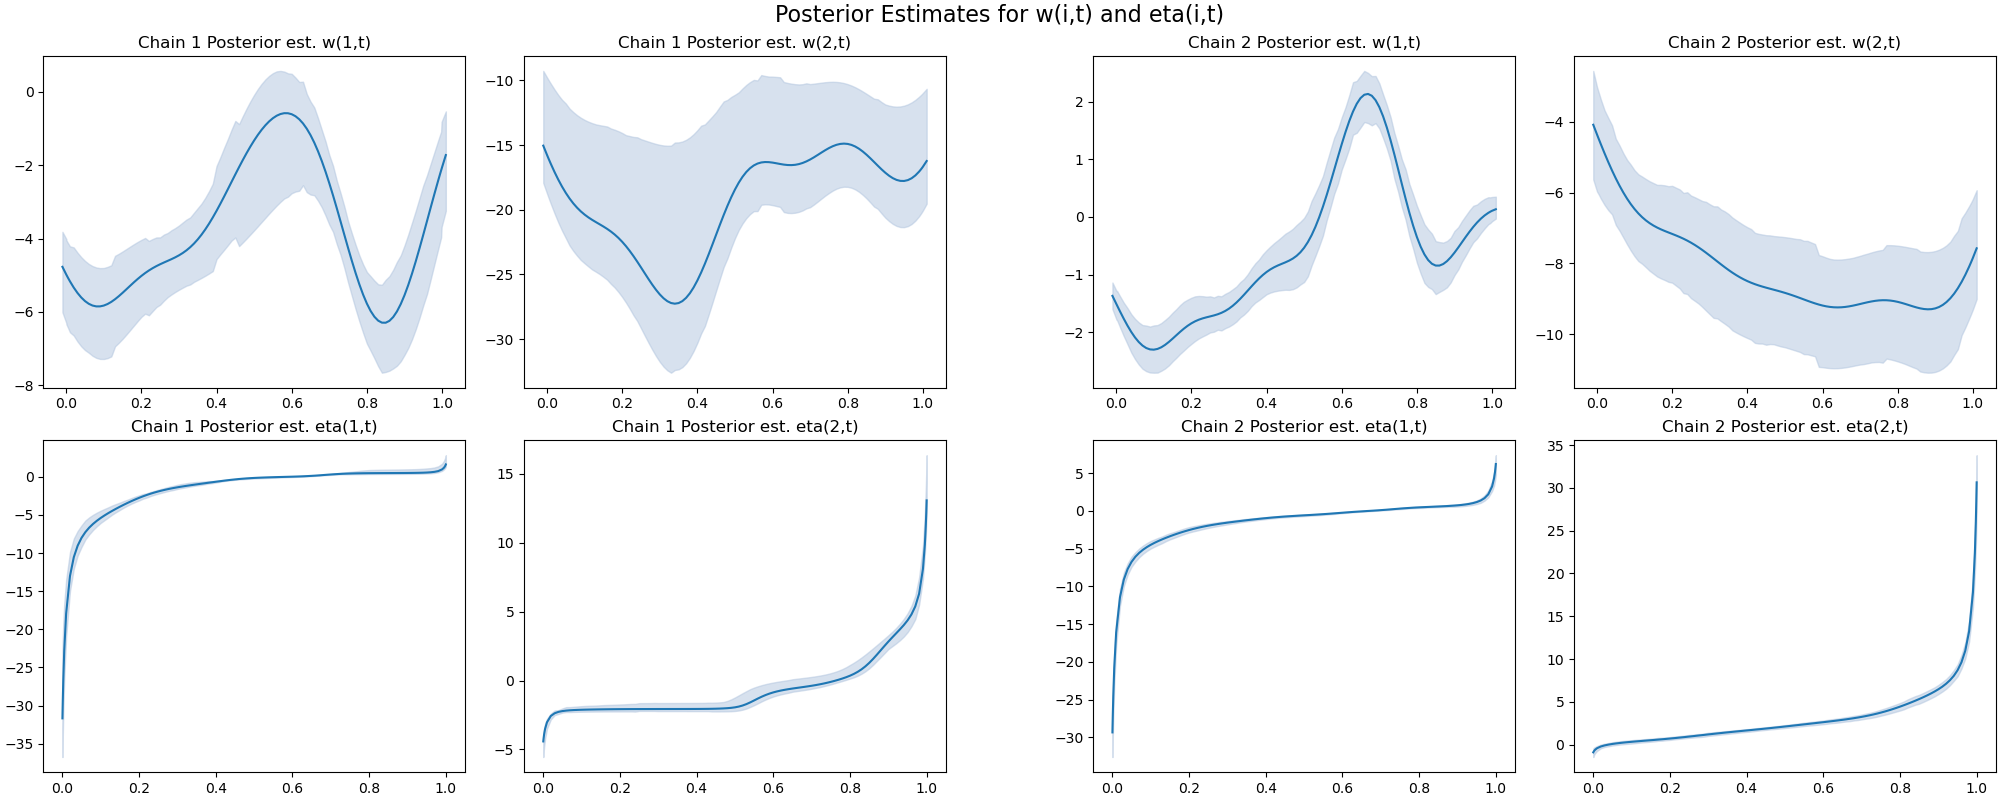 Posterior Estimates for w(i,t) and eta(i,t)
Chain 1 Posterior est. w(1,t)
Chain 1 Posterior est. w(2,t)
Chain 2 Posterior est. w(1,t)
Chain 2 Posterior est. w(2,t)
0
−2
−4
−6
−8
0.0 0.2 0.4 0.6 0.8 1.0
−10
−15
−20
−25
−30
0.0 0.2 0.4 0.6 0.8 1.0
2
1
0
−1
−2
0.0 0.2 0.4 0.6 0.8 1.0
−4
−6
−8
−10
0.0 0.2 0.4 0.6 0.8 1.0
Chain 1 Posterior est. eta(1,t)
Chain 1 Posterior est. eta(2,t)
Chain 2 Posterior est. eta(1,t)
Chain 2 Posterior est. eta(2,t)
0
−5
−10
−15
−20
−25
−30
−35
0.0 0.2 0.4 0.6 0.8 1.0
15
10
5
0
−5
0.0 0.2 0.4 0.6 0.8 1.0
5
0
−5
−10
−15
−20
−25
−30
0.0 0.2 0.4 0.6 0.8 1.0
35
30
25
20
15
10
5
0
0.0 0.2 0.4 0.6 0.8 1.0